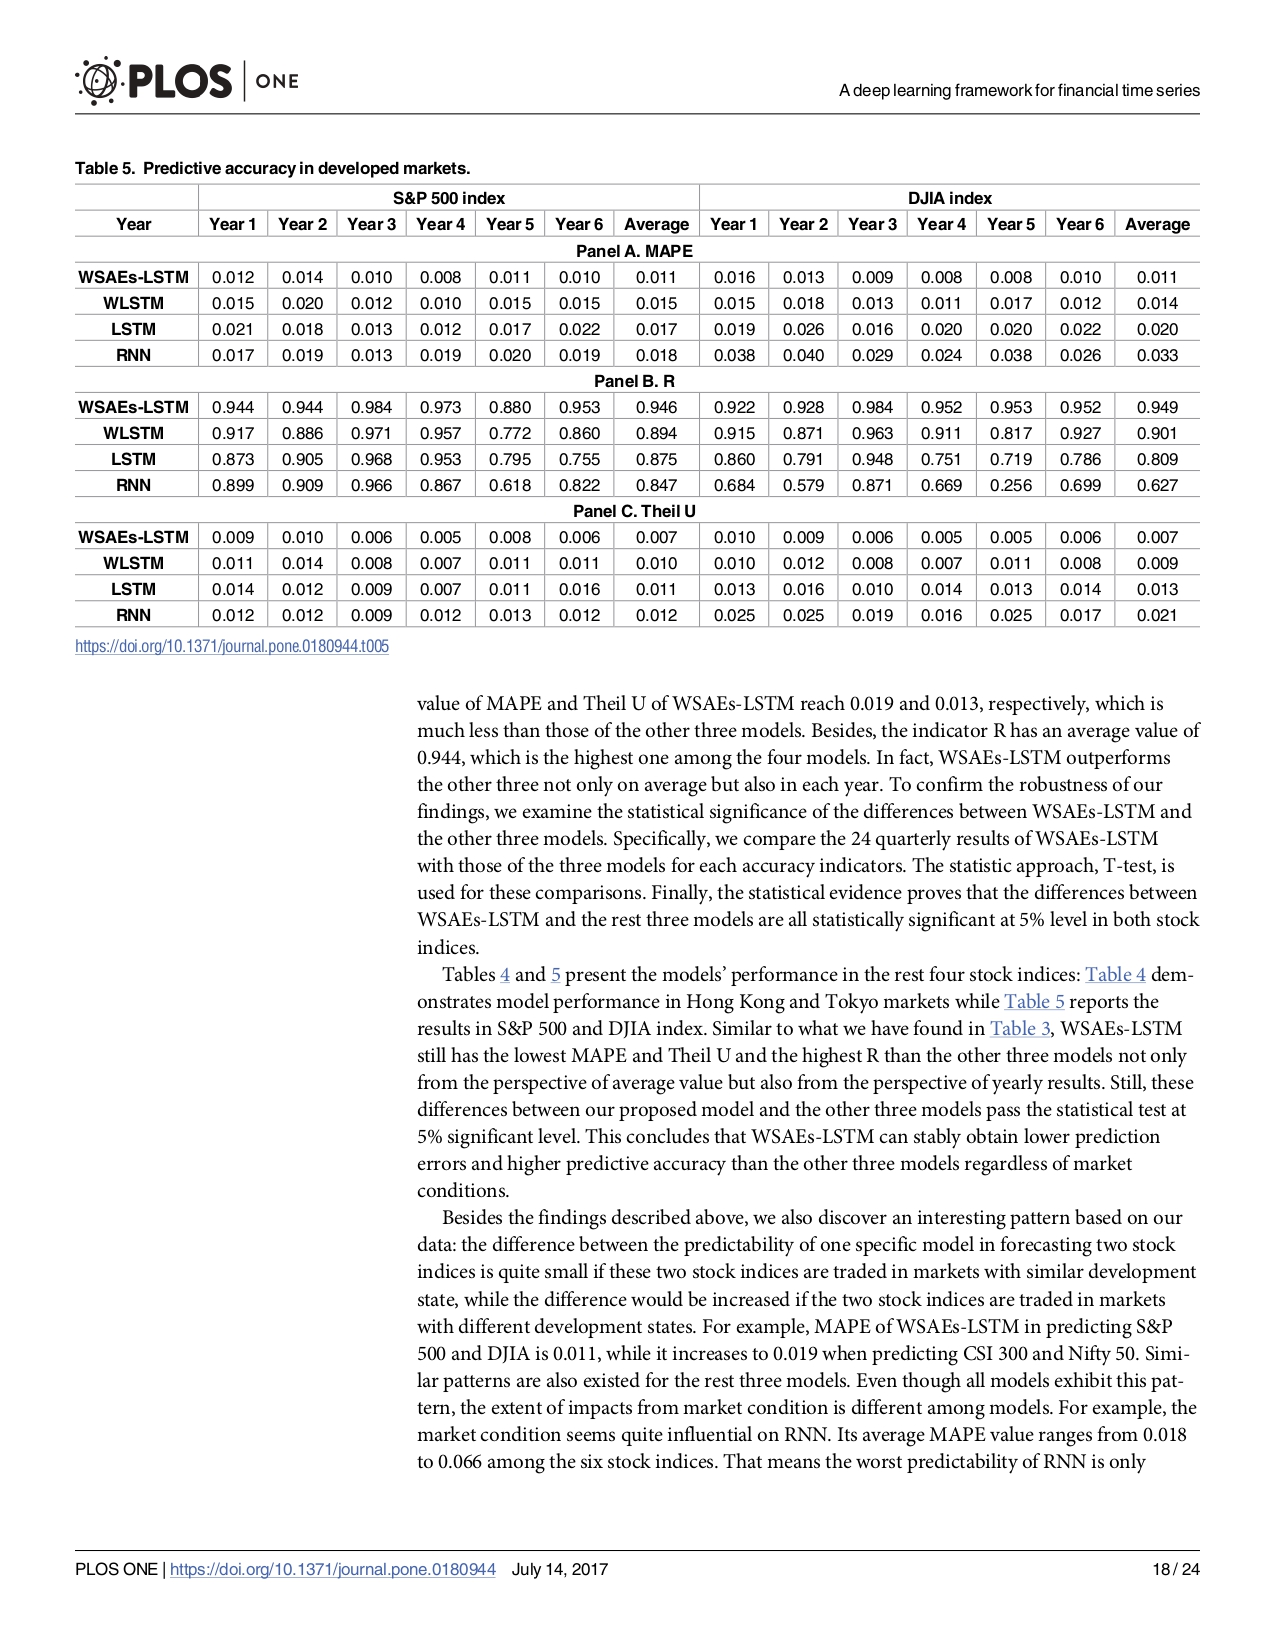 PLOS ONE
A deep learning framework for financial time series
Table 5. Predictive accuracy in developed markets.
S&P 500 index DJIA index
Year Year 1 Year 2 Year 3 Year 4 Year 5 Year 6 Average Year 1 Year 2 Year 3 Year 4 Year 5 Year 6 Average
Panel A. MAPE
WSAEs-LSTM 0.012 0.014 0.010 0.008 0.011 0.010 0.011 0.016 0.013 0.009 0.008 0.008 0.010 0.011
WLSTM 0.015 0.020 0.012 0.010 0.015 0.015 0.015 0.015 0.018 0.013 0.011 0.017 0.012 0.014
LSTM 0.021 0.018 0.013 0.012 0.017 0.022 0.017 0.019 0.026 0.016 0.020 0.020 0.022 0.020
RNN 0.017 0.019 0.013 0.019 0.020 0.019 0.018 0.038 0.040 0.029 0.024 0.038 0.026 0.033
Panel B. R
WSAEs-LSTM 0.944 0.944 0.984 0.973 0.880 0.953 0.946 0.922 0.928 0.984 0.952 0.953 0.952 0.949
WLSTM 0.917 0.886 0.971 0.957 0.772 0.860 0.894 0.915 0.871 0.963 0.911 0.817 0.927 0.901
LSTM 0.873 0.905 0.968 0.953 0.795 0.755 0.875 0.860 0.791 0.948 0.751 0.719 0.786 0.809
RNN 0.899 0.909 0.966 0.867 0.618 0.822 0.847 0.684 0.579 0.871 0.669 0.256 0.699 0.627
Panel C. Theil U
WSAEs-LSTM 0.009 0.010 0.006 0.005 0.008 0.006 0.007 0.010 0.009 0.006 0.005 0.005 0.006 0.007
WLSTM 0.011 0.014 0.008 0.007 0.011 0.011 0.010 0.010 0.012 0.008 0.007 0.011 0.008 0.009
LSTM 0.014 0.012 0.009 0.007 0.011 0.016 0.011 0.013 0.016 0.010 0.014 0.013 0.014 0.013
RNN 0.012 0.012 0.009 0.012 0.013 0.012 0.012 0.025 0.025 0.019 0.016 0.025 0.017 0.021
https://doi.org/10.1371/journal.pone.0180944.t005
value of MAPE and Theil U of WSAEs-LSTM reach 0.019 and 0.013, respectively, which is
much less than those of the other three models. Besides, the indicator R has an average value of
0.944, which is the highest one among the four models. In fact, WSAEs-LSTM outperforms
the other three not only on average but also in each year. To confirm the robustness of our
findings, we examine the statistical significance of the differences between WSAEs-LSTM and
the other three models. Specifically, we compare the 24 quarterly results of WSAEs-LSTM
with those of the three models for each accuracy indicators. The statistic approach, T-test, is
used for these comparisons. Finally, the statistical evidence proves that the differences between
WSAEs-LSTM and the rest three models are all statistically significant at 5% level in both stock
indices.
Tables 4 and 5 present the models’ performance in the rest four stock indices: Table 4 dem-
onstrates model performance in Hong Kong and Tokyo markets while Table 5 reports the
results in S&P 500 and DJIA index. Similar to what we have found in Table 3, WSAEs-LSTM
still has the lowest MAPE and Theil U and the highest R than the other three models not only
from the perspective of average value but also from the perspective of yearly results. Still, these
differences between our proposed model and the other three models pass the statistical test at
5% significant level. This concludes that WSAEs-LSTM can stably obtain lower prediction
errors and higher predictive accuracy than the other three models regardless of market
conditions.
Besides the findings described above, we also discover an interesting pattern based on our
data: the difference between the predictability of one specific model in forecasting two stock
indices is quite small if these two stock indices are traded in markets with similar development
state, while the difference would be increased if the two stock indices are traded in markets
with different development states. For example, MAPE of WSAEs-LSTM in predicting S&P
500 and DJIA is 0.011, while it increases to 0.019 when predicting CSI 300 and Nifty 50. Simi-
lar patterns are also existed for the rest three models. Even though all models exhibit this pat-
tern, the extent of impacts from market condition is different among models. For example, the
market condition seems quite influential on RNN. Its average MAPE value ranges from 0.018
to 0.066 among the six stock indices. That means the worst predictability of RNN is only
PLOS ONE | https://doi.org/10.1371/journal.pone.0180944 July 14, 2017 18 / 24